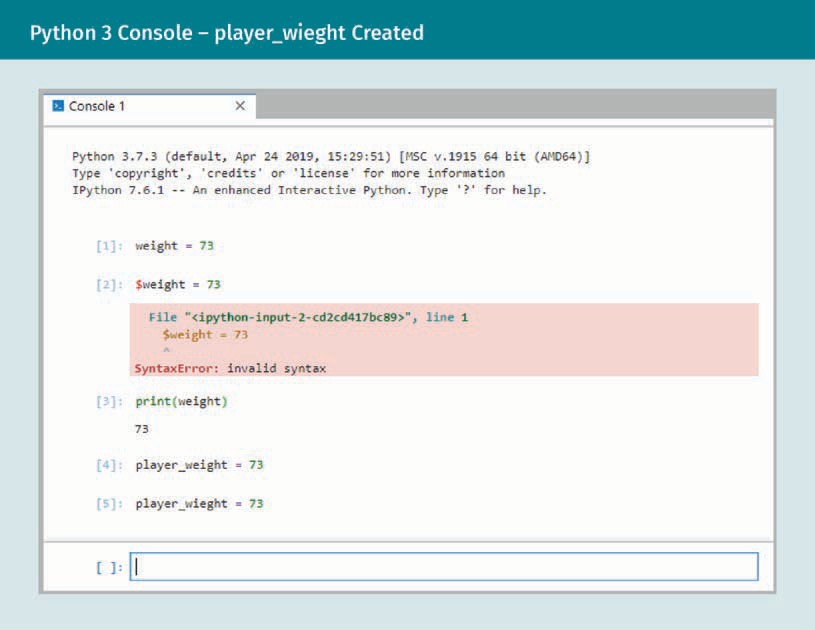 Python 3 Console – player_wieght Created
Console 1
Python 3.7.3 (default, Apr 24 2019, 15:29:51) [MSC v.1915 64 bit (AMD64)]
Type 'copyright', 'credits' or 'license' for more information
IPython 7.6.1 -- An enhanced Interactive Python. Type '?' for help.
[1]: weight = 73
[2]: $weight = 73
File "<ipython-input-2-cd2cd417bc89>", line 1
$weight = 73
^
SyntaxError: invalid syntax
[3]: print(weight)
73
[4]: player_weight = 73
[5]: player_wieght = 73
[ ]: